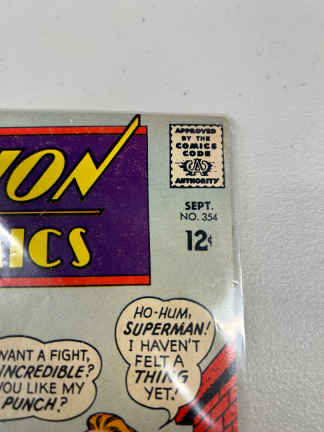 APPROVED
BY THE
COMICS
CODE
AUTHORITY
ION
ICS
SEPT.
NO. 354
12¢
HO-HUM,
SUPERMAN!
I HAVEN'T
FELT A
THING
YET!
WANT A FIGHT,
INCREDIBLE?
YOU LIKE MY
PUNCH?